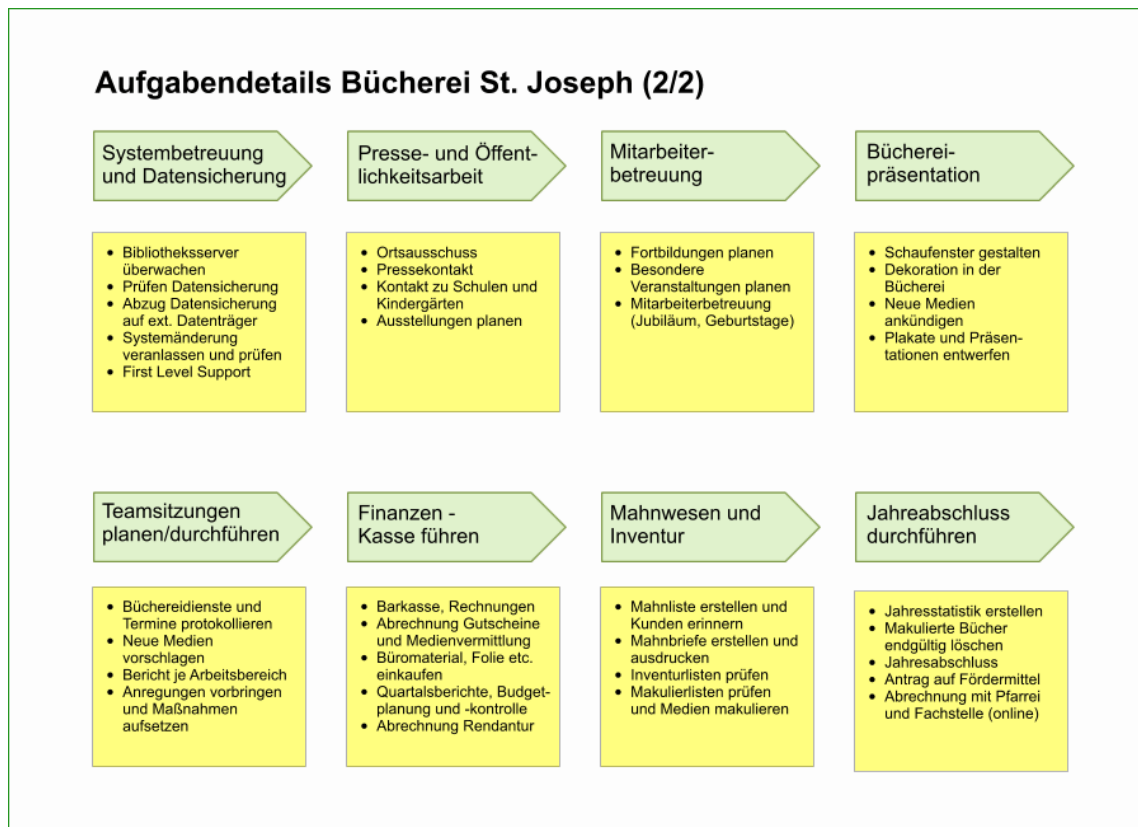 Aufgabendetails Bücherei St. Joseph (2/2)
Systembetreuung
und Datensicherung
Presse- und Öffent-
lichkeitsarbeit
Mitarbeiter-
betreuung
Bücherei-
präsentation
• Bibliotheksserver
überwachen
• Prüfen Datensicherung
• Abzug Datensicherung
auf ext. Datenträger
• Systemänderung
veranlassen und prüfen
• First Level Support
• Ortsausschuss
• Pressekontakt
• Kontakt zu Schulen und
Kindergärten
• Ausstellungen planen
• Fortbildungen planen
• Besondere
Veranstaltungen planen
• Mitarbeiterbetreuung
(Jubiläum, Geburtstage)
• Schaufenster gestalten
• Dekoration in der
Bücherei
• Neue Medien
ankündigen
• Plakate und Präsen-
tationen entwerfen
Teamsitzungen
planen/durchführen
Finanzen -
Kasse führen
Mahnwesen und
Inventur
Jahreabschluss
durchführen
• Büchereidienste und
Termine protokollieren
• Neue Medien
vorschlagen
• Bericht je Arbeitsbereich
• Anregungen vorbringen
und Maßnahmen
aufsetzen
• Barkasse, Rechnungen
• Abrechnung Gutscheine
und Medienvermittlung
• Büromaterial, Folie etc.
einkaufen
• Quartalsberichte, Budget-
planung und -kontrolle
• Abrechnung Rendantur
• Mahnliste erstellen und
Kunden erinnern
• Mahnbriefe erstellen und
ausdrucken
• Inventurlisten prüfen
• Makulierlisten prüfen
und Medien makulieren
• Jahresstatistik erstellen
• Makulierte Bücher
endgültig löschen
• Jahresabschluss
• Antrag auf Fördermittel
• Abrechnung mit Pfarrei
und Fachstelle (online)